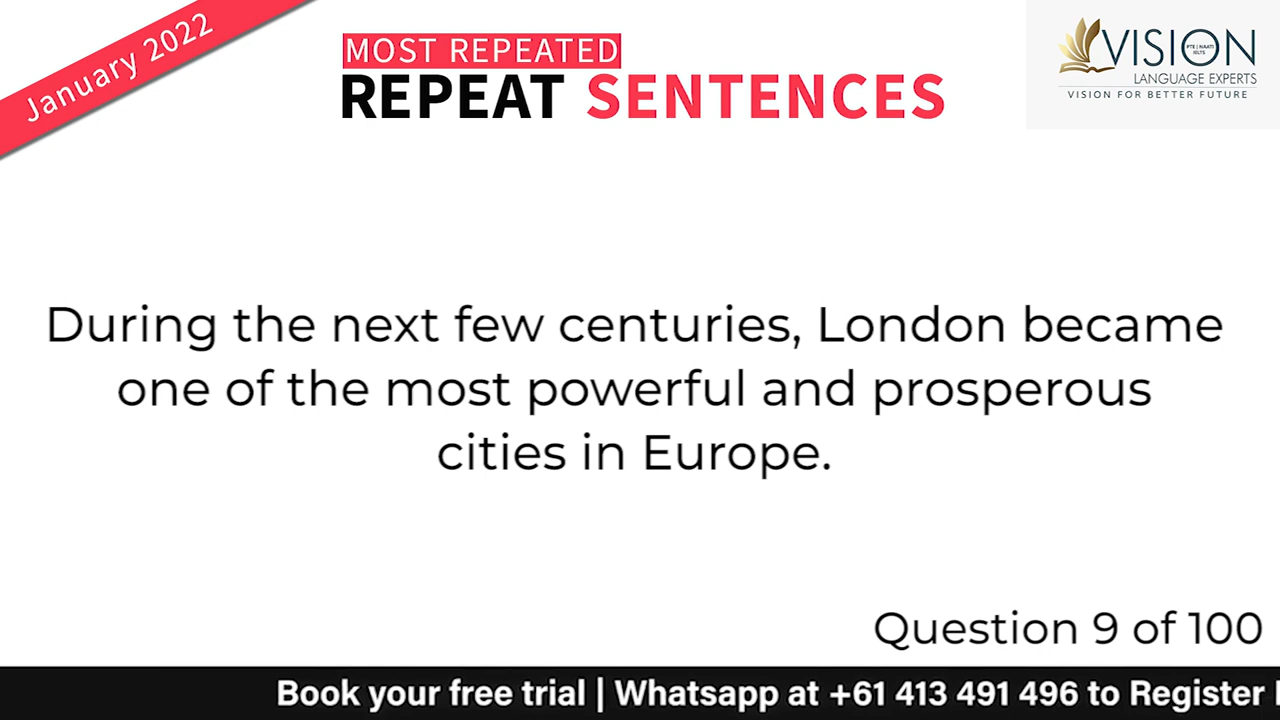 January 2022
MOST REPEATED
REPEAT SENTENCES
VISION
PTE | NAATI
IELTS
LANGUAGE EXPERTS
VISION FOR BETTER FUTURE
During the next few centuries, London became
one of the most powerful and prosperous
cities in Europe.
Question 9 of 100
Book your free trial | Whatsapp at +61 413 491 496 to Register